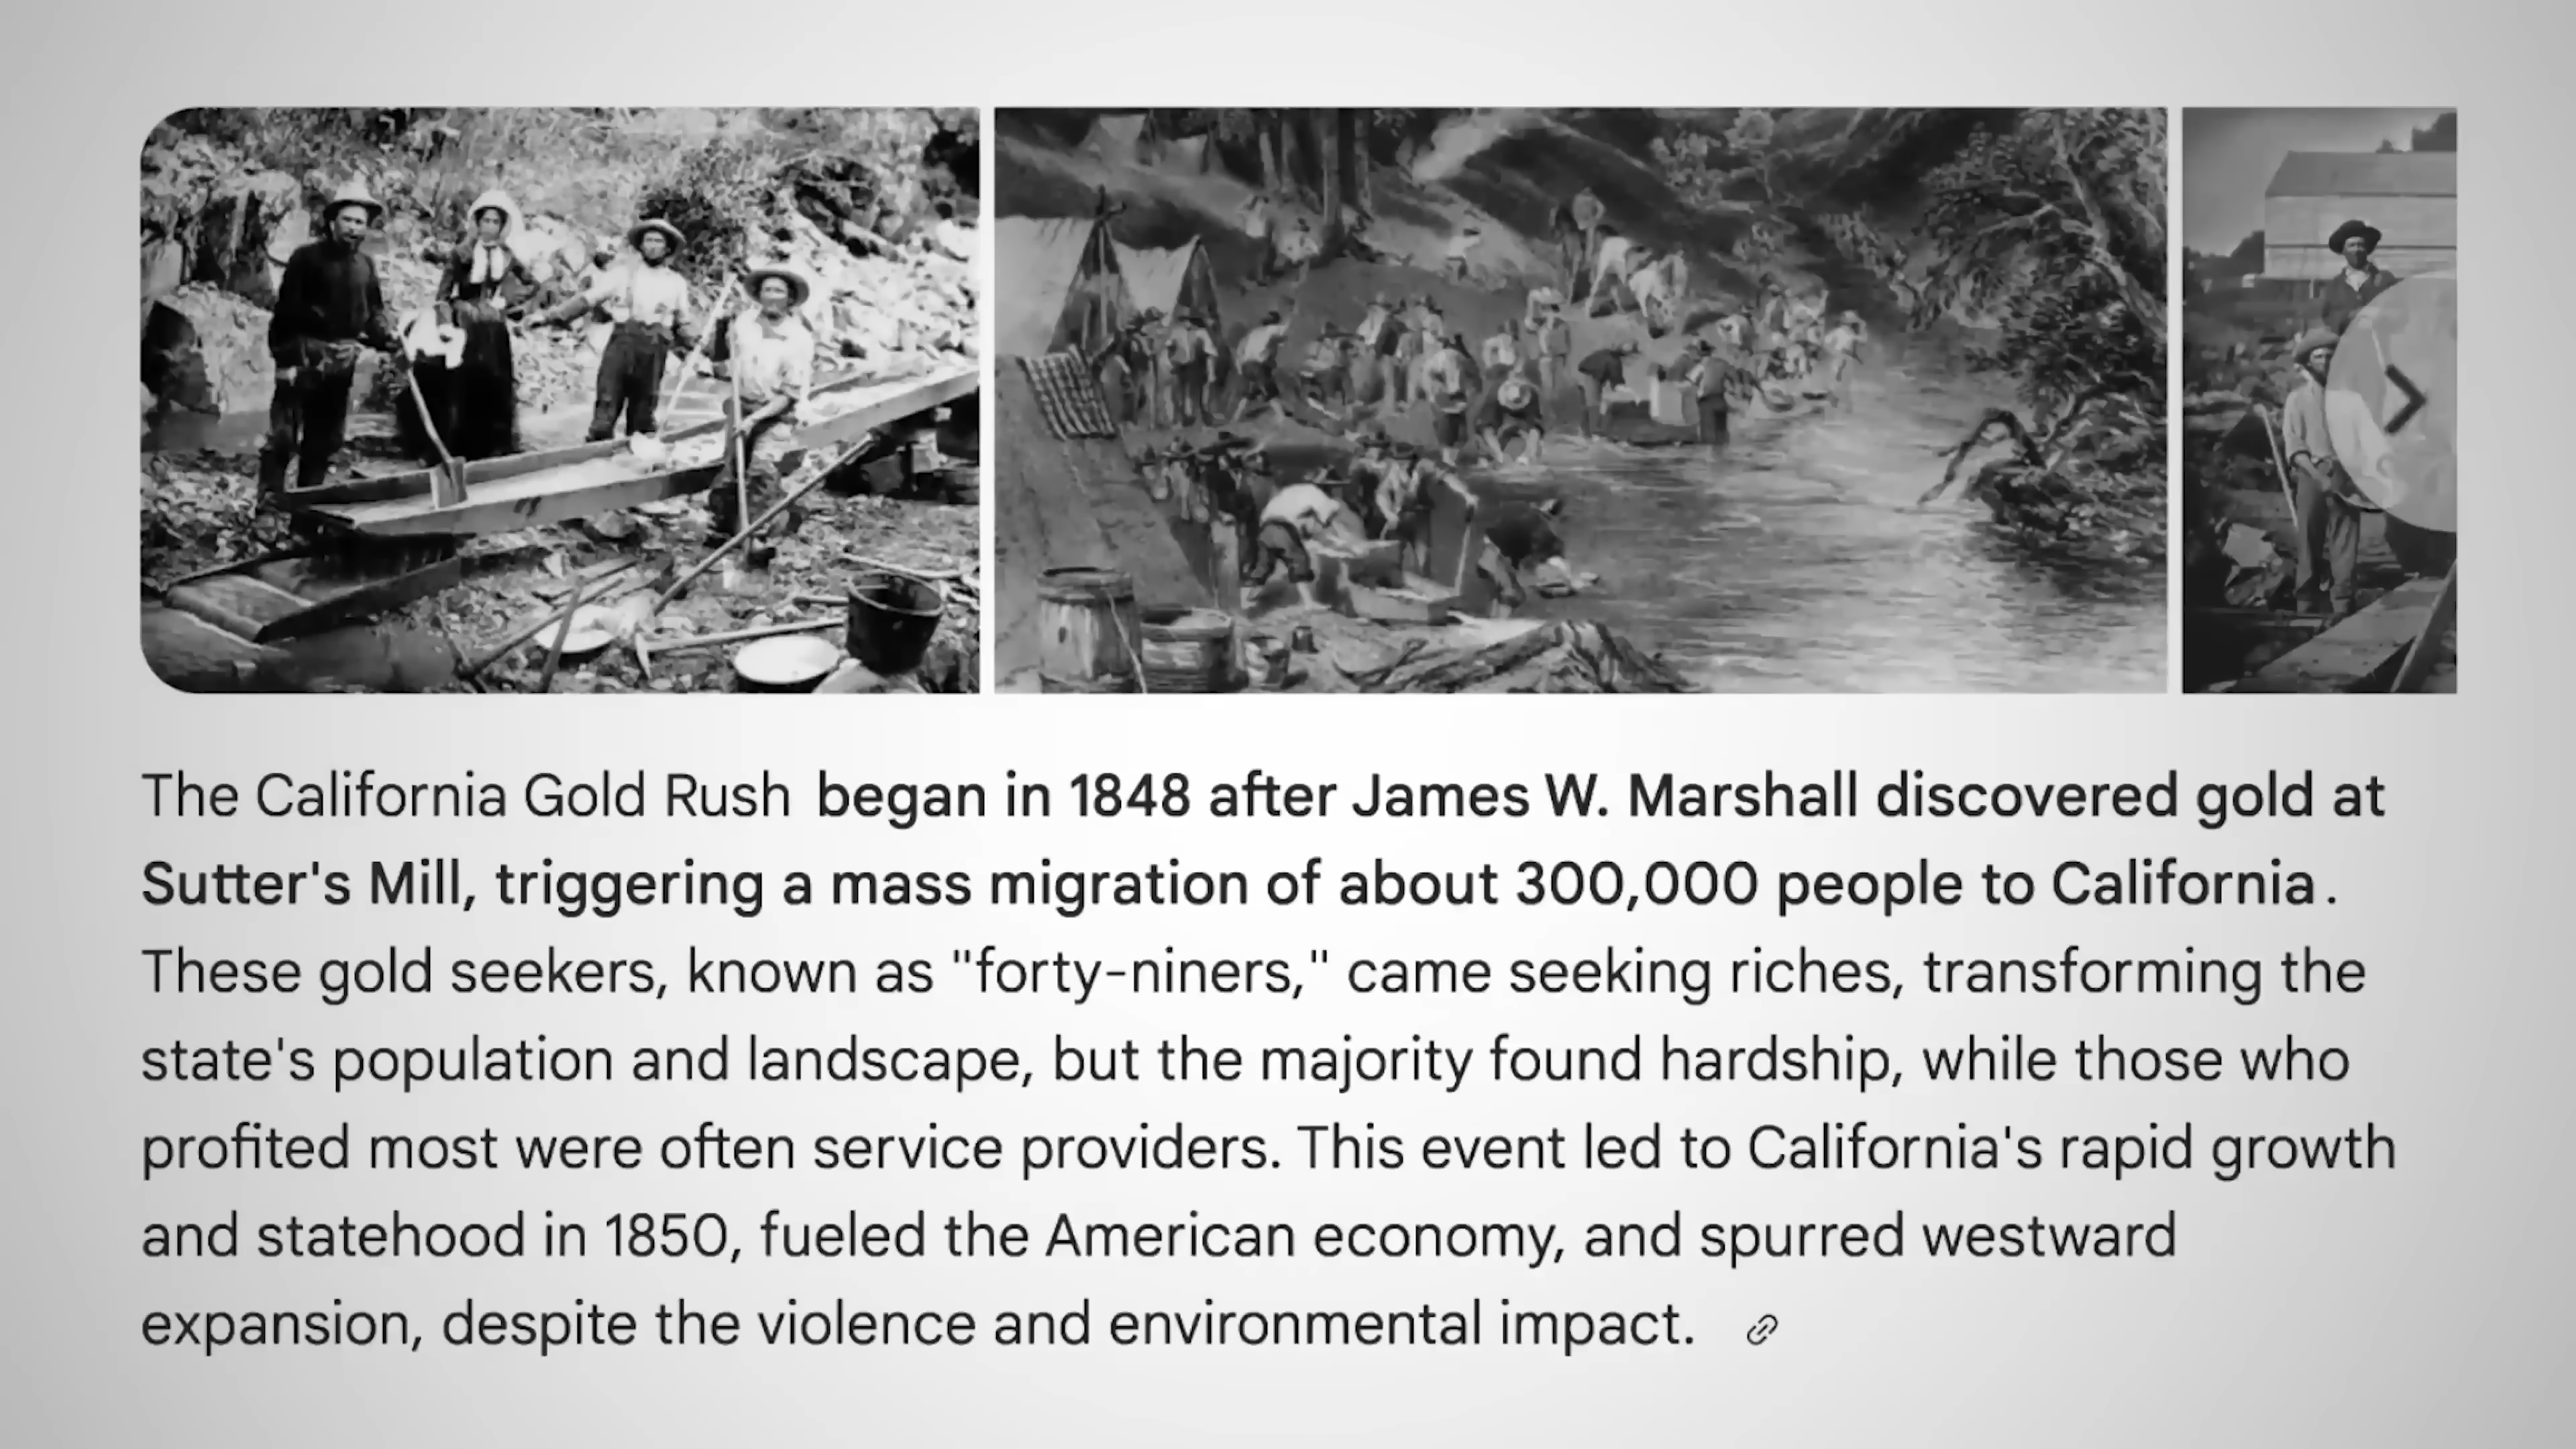 The California Gold Rush began in 1848 after James W. Marshall discovered gold at
Sutter's Mill, triggering a mass migration of about 300,000 people to California.
These gold seekers, known as "forty-niners," came seeking riches, transforming the
state's population and landscape, but the majority found hardship, while those who
profited most were often service providers. This event led to California's rapid growth
and statehood in 1850, fueled the American economy, and spurred westward
expansion, despite the violence and environmental impact.